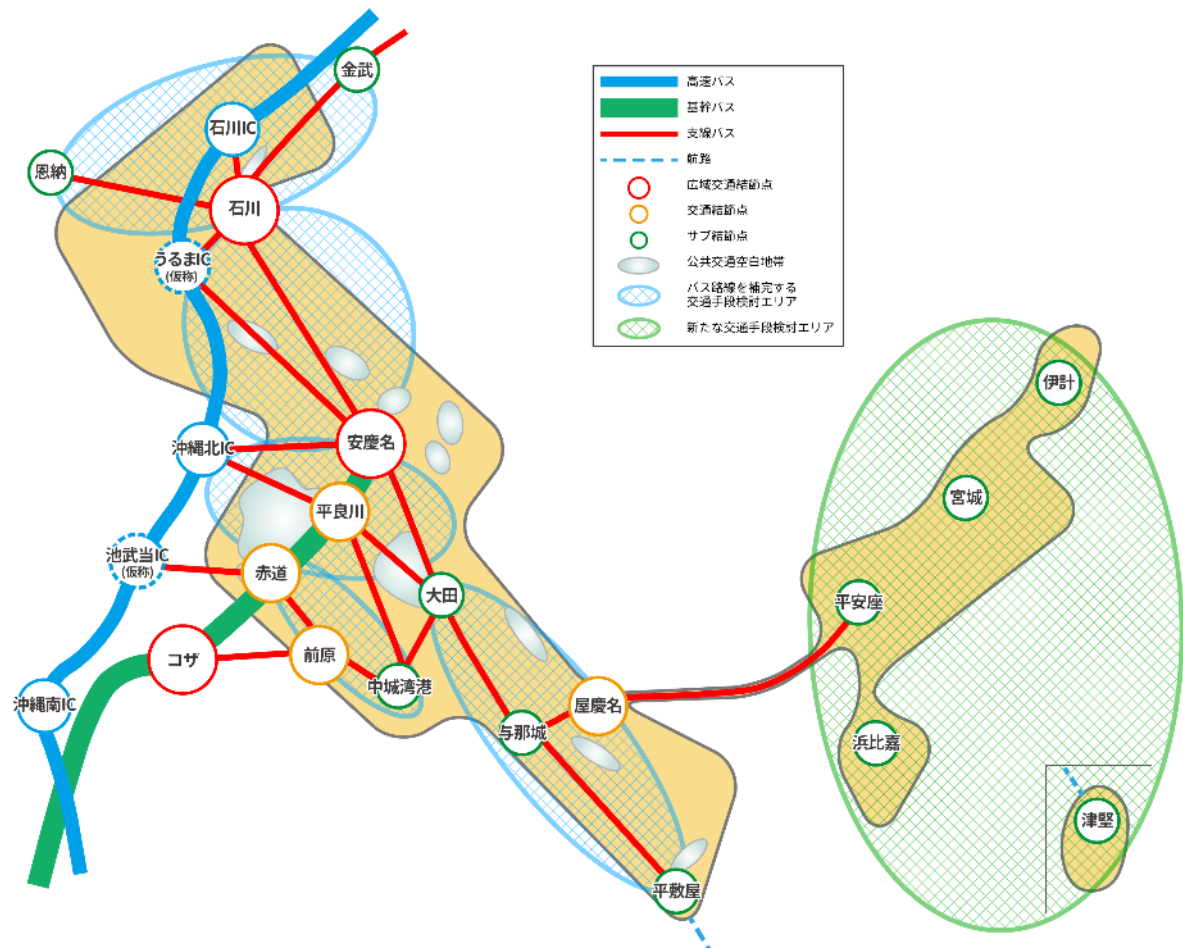 金武
高速バス
基幹バス
石川IC
支線バス
航路
恩納
広域交通結節点
石川
交通結節点
サブ結節点
うるまIC
(仮称)
公共交通空白地帯
バス路線を補完する
交通手段検討エリア
新たな交通手段検討エリア
伊計
安慶名
沖縄北IC
宮城
平良川
池武当IC
(仮称)
赤道
大田
平安座
前原
コザ
中城湾港
沖縄南IC
屋慶名
与那城
浜比嘉
津堅
平敷屋